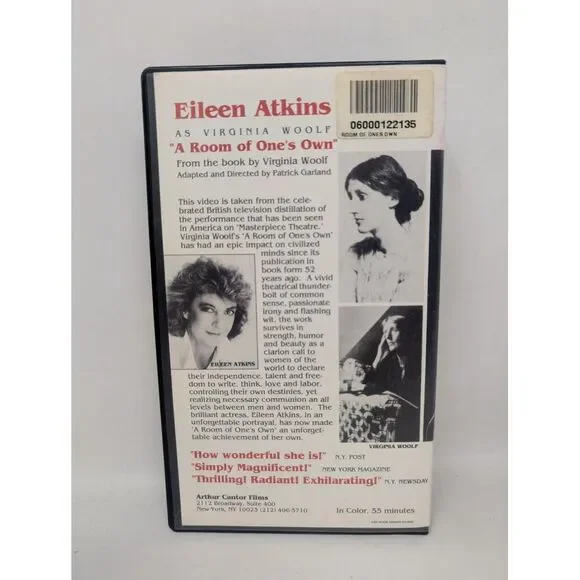 Eileen Atkins
06000122135
ROOM OF ONES OWN
AS VIRGINIA WOOLF
"A Room of One's Own"
From the book by Virginia Woolf
Adapted and Directed by Patrick Garland
This video is taken from the cele-
brated British television distillation of
the performance that has been seen
in America on 'Masterpiece Theatre.'
Virginia Woolf's 'A Room of One's Own'
has had an epic impact on civilized
minds since its
publication in
book form 52
years ago. A vivid
theatrical thunder-
bolt of common
sense, passionate
irony and flashing
wit, the work
survives in
strength, humor
and beauty as a
clarion call to
women of the
world to declare
their independence, talent and free-
dom to write, think, love and labor,
controlling their own destinies, yet
realizing necessary communion an all
levels between men and women. The
brilliant actress, Eileen Atkins, in an
unforgettable portrayal, has now made
'A Room of One's Own' an unforget-
table achievement of her own.
EILEEN ATKINS
VIRGINIA WOOLF
"How wonderful she is!" N.Y. POST
"Simply Magnificent!" NEW YORK MAGAZINE
"Thrilling! Radiant! Exhilarating!" N.Y. NEWSDAY
Arthur Cantor Films
2112 Broadway, Suite 400
New York, NY 10023 (212) 496-5710
In Color, 55 minutes